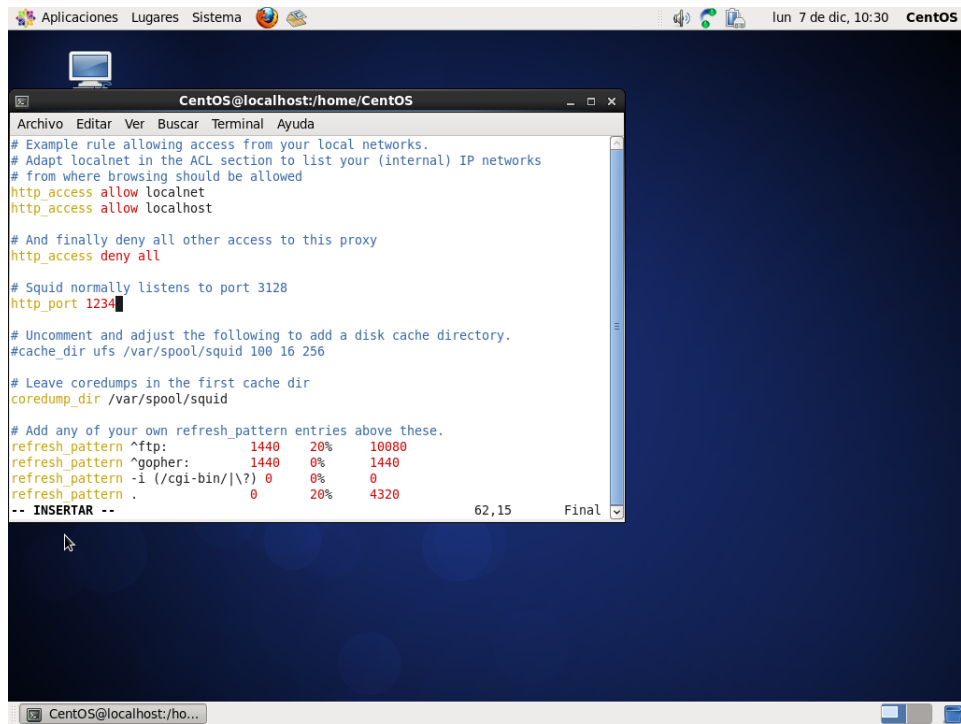 Aplicaciones Lugares Sistema lun 7 de dic, 10:30 CentOS
CentOS@localhost:/home/CentOS
Archivo Editar Ver Buscar Terminal Ayuda
# Example rule allowing access from your local networks.
# Adapt localnet in the ACL section to list your (internal) IP networks
# from where browsing should be allowed
http_access allow localnet
http_access allow localhost
# And finally deny all other access to this proxy
http_access deny all
# Squid normally listens to port 3128
http_port 1234
# Uncomment and adjust the following to add a disk cache directory.
#cache_dir ufs /var/spool/squid 100 16 256
# Leave coredumps in the first cache dir
coredump_dir /var/spool/squid
# Add any of your own refresh_pattern entries above these.
refresh_pattern ^ftp: 1440 20% 10080
refresh_pattern ^gopher: 1440 0% 1440
refresh_pattern -i (/cgi-bin/|\?) 0 0% 0
refresh_pattern . 0 20% 4320
-- INSERTAR -- 62,15 Final
CentOS@localhost:/ho...